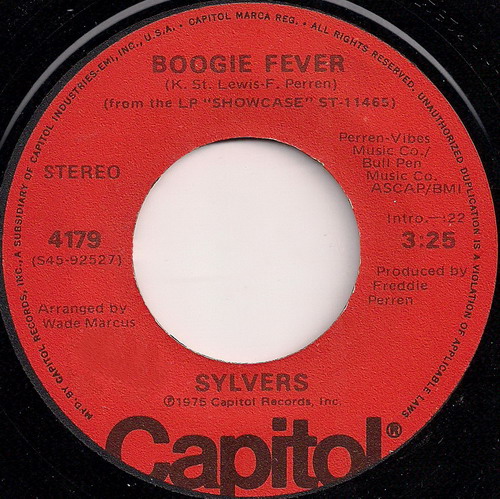 MFD. BY CAPITOL RECORDS, INC., A SUBSIDIARY OF CAPITOL INDUSTRIES-EMI, INC., U.S.A. • CAPITOL MARCA REG. • ALL RIGHTS RESERVED. UNAUTHORIZED DUPLICATION IS A VIOLATION OF APPLICABLE LAWS
BOOGIE FEVER
(K. St. Lewis-F. Perren)
(from the LP "SHOWCASE" ST-11465)
STEREO
Perren-Vibes
Music Co./
Bull Pen
Music Co.
ASCAP/BMI
4179
(S45-92527)
Intro.—:22
3:25
Produced by
Freddie
Perren
Arranged by
Wade Marcus
SYLVERS
℗1975 Capitol Records, Inc.
Capitol®